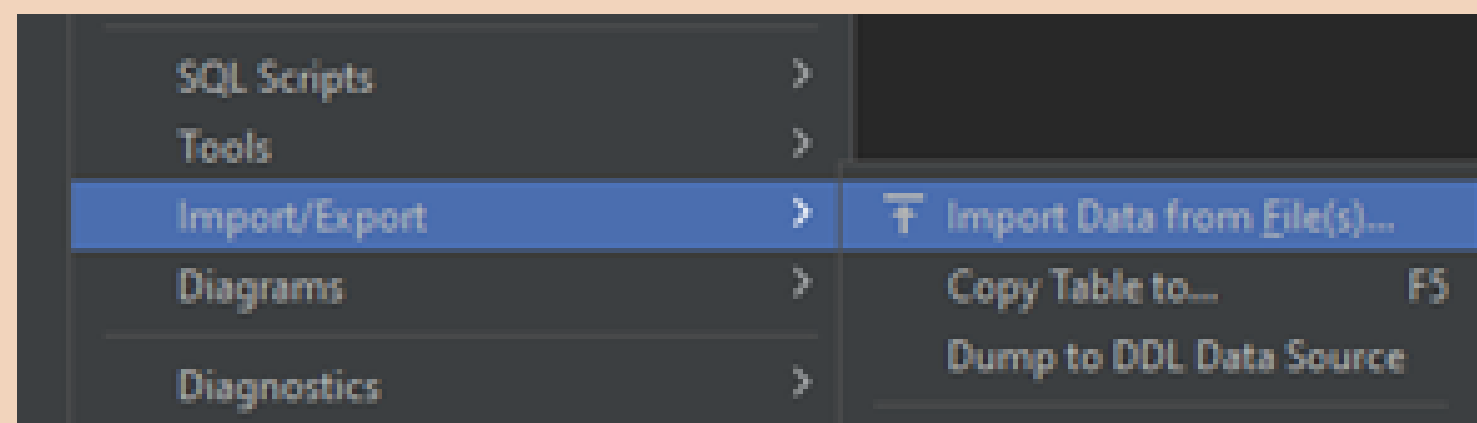 SQL Scripts
Tools
Import/Export
Diagrams
Diagnostics
Import Data from File(s)...
Copy Table to... F5
Dump to DDL Data Source